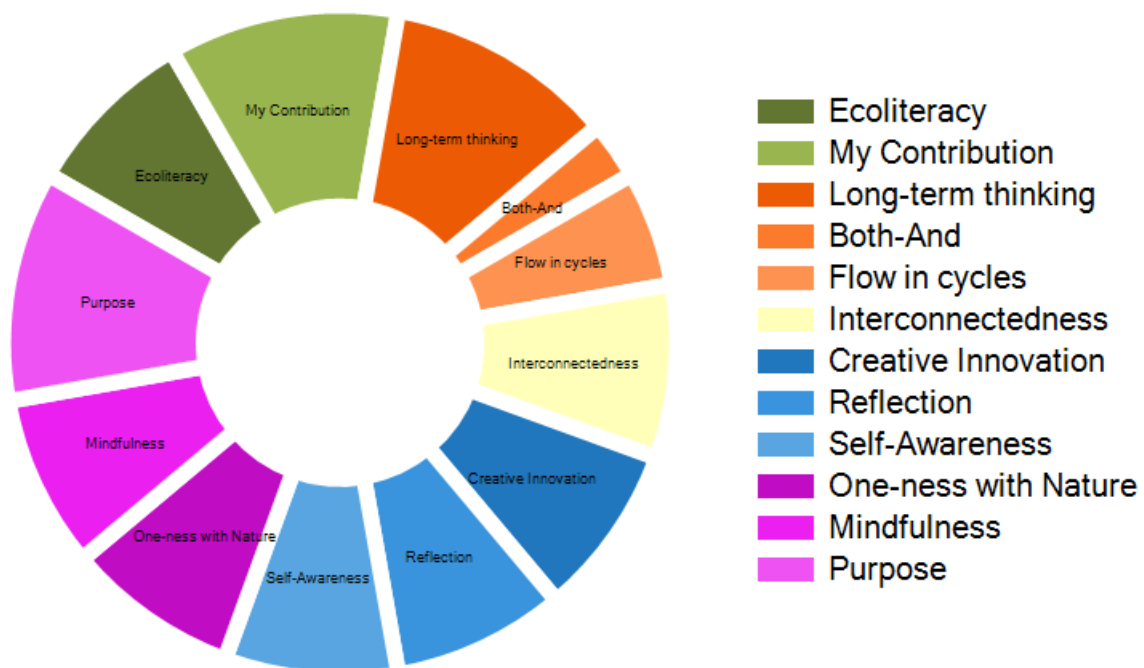 My Contribution
Long-term thinking
Ecoliteracy
Both-And
Flow in cycles
Purpose
Interconnectedness
Mindfulness
Creative Innovation
One-ness with Nature
Reflection
Self-Awareness
Ecoliteracy
My Contribution
Long-term thinking
Both-And
Flow in cycles
Interconnectedness
Creative Innovation
Reflection
Self-Awareness
One-ness with Nature
Mindfulness
Purpose